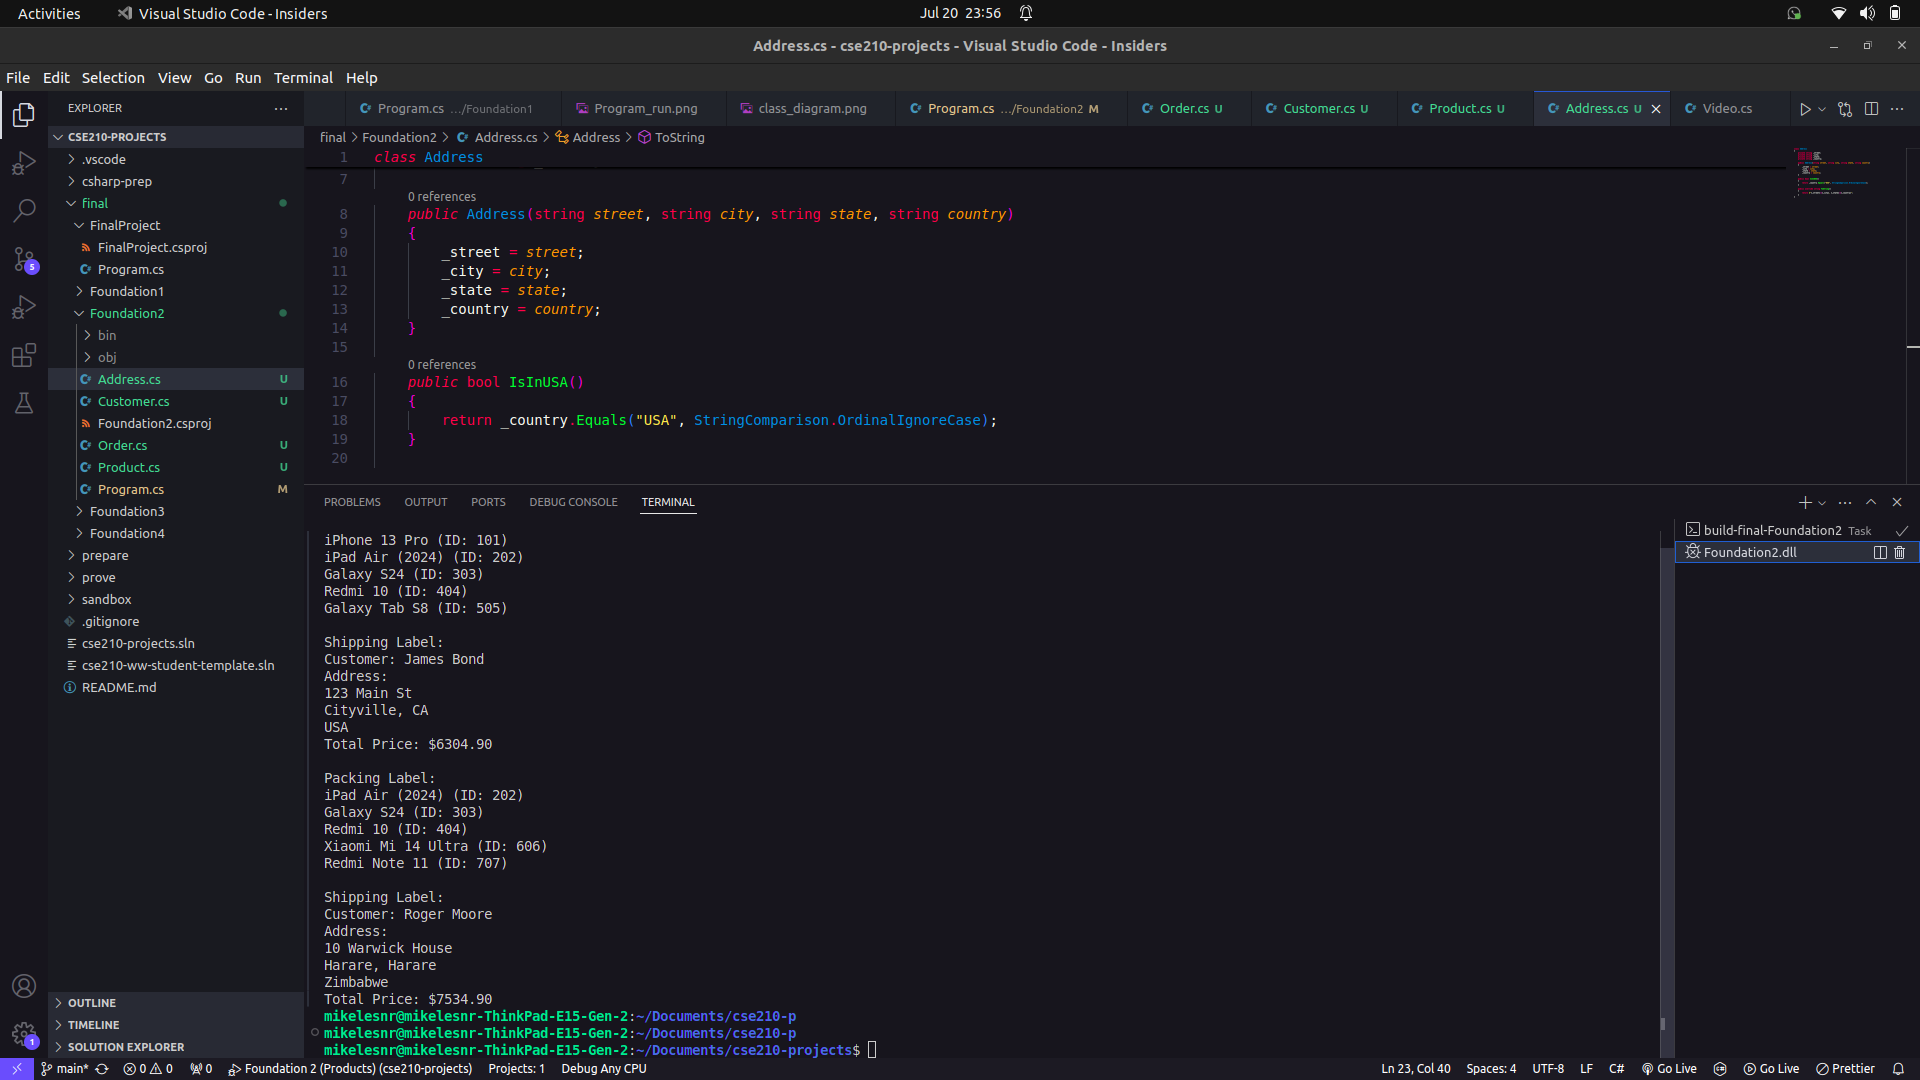 Activities
Visual Studio Code - Insiders
Jul 20 23:56
Address.cs - cse210-projects - Visual Studio Code - Insiders
File Edit Selection View Go Run Terminal Help
EXPLORER
Program.cs .../Foundation1
Program_run.png
class_diagram.png
Program.cs .../Foundation2 M
Order.cs U
Customer.cs U
Product.cs U
Address.cs U
Video.cs
CSE210-PROJECTS
.vscode
csharp-prep
final
FinalProject
FinalProject.csproj
Program.cs
Foundation1
Foundation2
bin
obj
Address.cs U
Customer.cs U
Foundation2.csproj
Order.cs U
Product.cs U
Program.cs M
Foundation3
Foundation4
prepare
prove
sandbox
.gitignore
cse210-projects.sln
cse210-ww-student-template.sln
README.md
OUTLINE
TIMELINE
SOLUTION EXPLORER
5
1
final > Foundation2 > Address.cs > Address > ToString
1 class Address
7
0 references
8 public Address(string street, string city, string state, string country)
9 {
10 _street = street;
11 _city = city;
12 _state = state;
13 _country = country;
14 }
15
0 references
16 public bool IsInUSA()
17 {
18 return _country.Equals("USA", StringComparison.OrdinalIgnoreCase);
19 }
20
PROBLEMS OUTPUT PORTS DEBUG CONSOLE TERMINAL
iPhone 13 Pro (ID: 101)
iPad Air (2024) (ID: 202)
Galaxy S24 (ID: 303)
Redmi 10 (ID: 404)
Galaxy Tab S8 (ID: 505)
Shipping Label:
Customer: James Bond
Address:
123 Main St
Cityville, CA
USA
Total Price: $6304.90
Packing Label:
iPad Air (2024) (ID: 202)
Galaxy S24 (ID: 303)
Redmi 10 (ID: 404)
Xiaomi Mi 14 Ultra (ID: 606)
Redmi Note 11 (ID: 707)
Shipping Label:
Customer: Roger Moore
Address:
10 Warwick House
Harare, Harare
Zimbabwe
Total Price: $7534.90
mikelesnr@mikelesnr-ThinkPad-E15-Gen-2:~/Documents/cse210-p
mikelesnr@mikelesnr-ThinkPad-E15-Gen-2:~/Documents/cse210-p
mikelesnr@mikelesnr-ThinkPad-E15-Gen-2:~/Documents/cse210-projects$
build-final-Foundation2 Task
Foundation2.dll
main* 0 0 0 Foundation 2 (Products) (cse210-projects) Projects: 1 Debug Any CPU
Ln 23, Col 40 Spaces: 4 UTF-8 LF C# Go Live Go Live Prettier